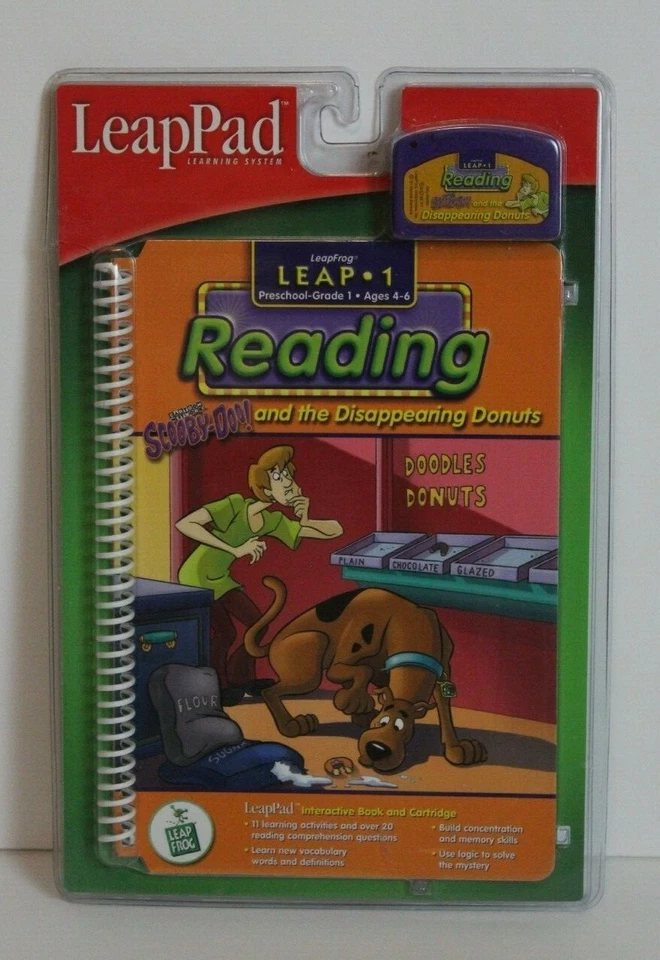 LeapPad™
LEARNING SYSTEM
LEAP • 1
Reading
and the
Disappearing Donuts
LeapFrog®
LEAP • 1
Preschool-Grade 1 • Ages 4-6
Reading
SCOOBY-DOO! and the Disappearing Donuts
DOODLES
DONUTS
PLAIN
CHOCOLATE
GLAZED
FLOUR
LeapPad™ Interactive Book and Cartridge
• 11 learning activities and over 20
reading comprehension questions
• Learn new vocabulary
words and definitions
• Build concentration
and memory skills
• Use logic to solve
the mystery
LEAP
FROG